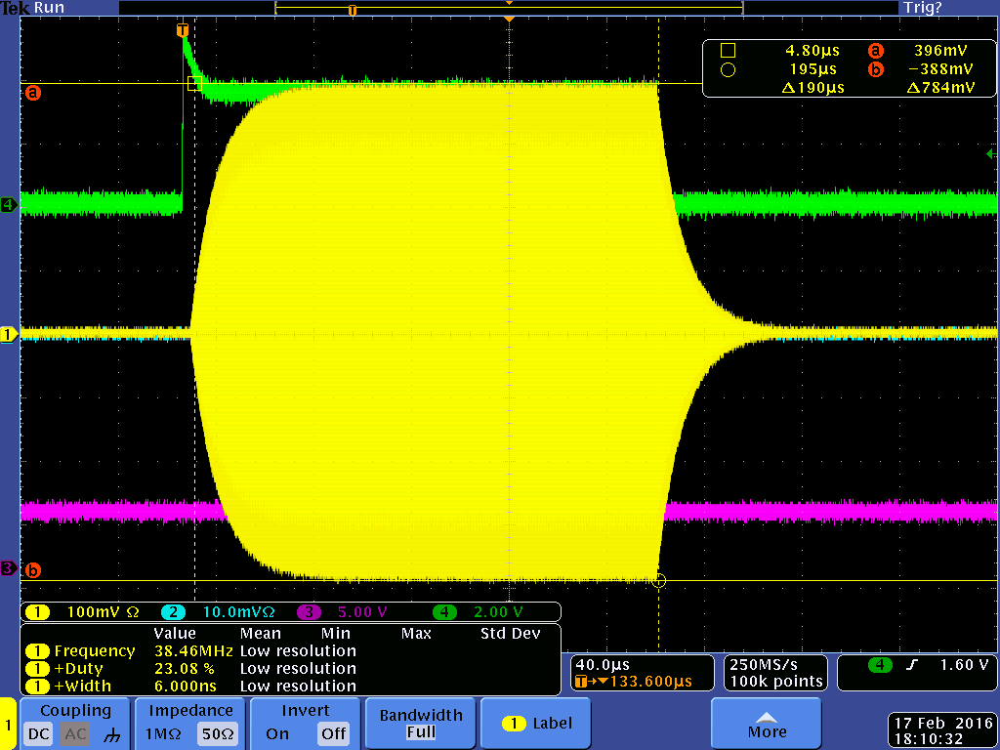 Tek Run Trig?
T
T
4.80µs a 396mV
195µs b −388mV
Δ190µs Δ784mV
a
4
1
3
b
1 100mV Ω 2 10.0mVΩ 3 5.00 V 4 2.00 V
Value Mean Min Max Std Dev
1 Frequency 38.46MHz Low resolution
1 +Duty 23.08 % Low resolution
1 +Width 6.000ns Low resolution
40.0µs
T→▼133.600µs
250MS/s
100k points
4 1.60 V
1
Coupling
DC AC
Impedance
1MΩ 50Ω
Invert
On Off
Bandwidth
Full
1 Label
More
17 Feb 2016
18:10:32